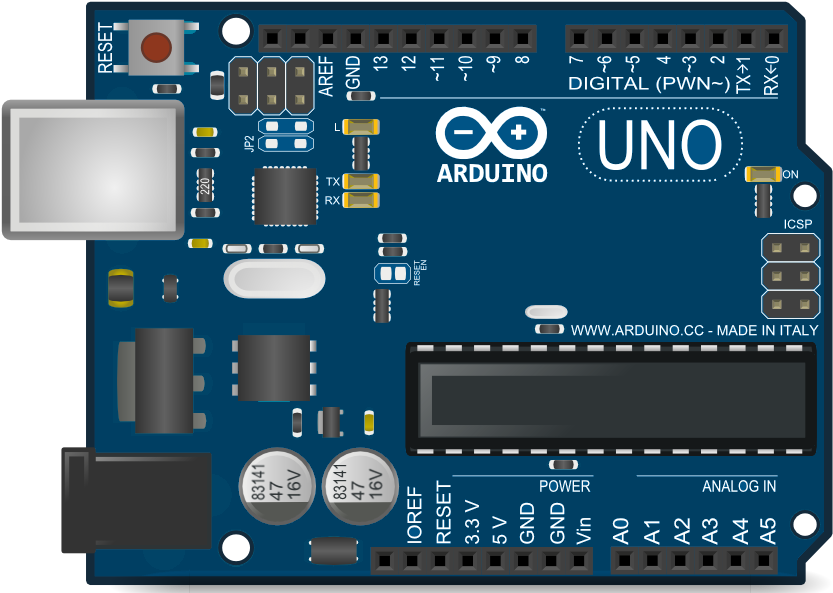 RESET
AREF
GND
13
12
~11
~10
~9
8
7
~6
~5
4
~3
2
TX→1
RX←0
DIGITAL (PWM~)
JP2
L
TX
RX
220
ARDUINO
™
UNO
ON
ICSP
RESET
EN
WWW.ARDUINO.CC - MADE IN ITALY
83141
47
16V
83141
47
16V
POWER
ANALOG IN
IOREF
RESET
3.3 V
5 V
GND
GND
Vin
A0
A1
A2
A3
A4
A5